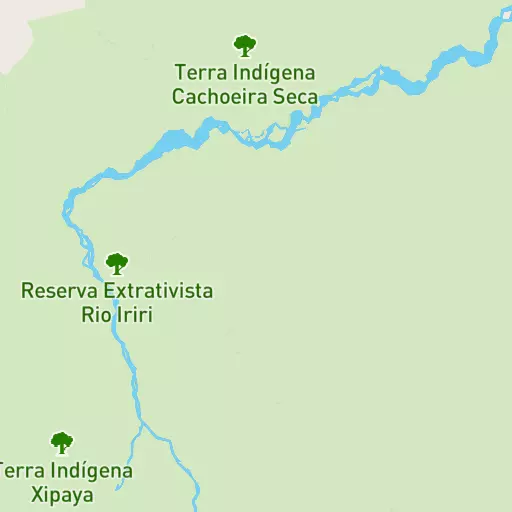 Terra Indígena
Cachoeira Seca
Reserva Extrativista
Rio Iriri
Terra Indígena
Xipaya